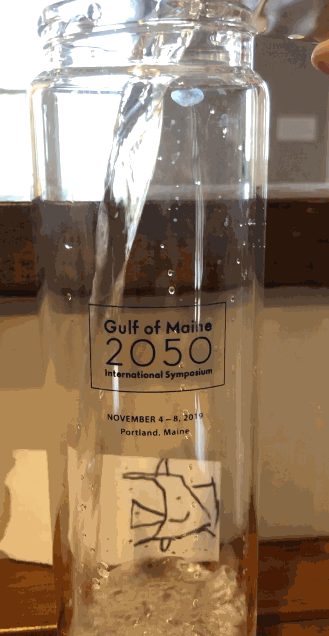 Gulf of Maine
2050
International Symposium
NOVEMBER 4 – 8, 2019
Portland, Maine